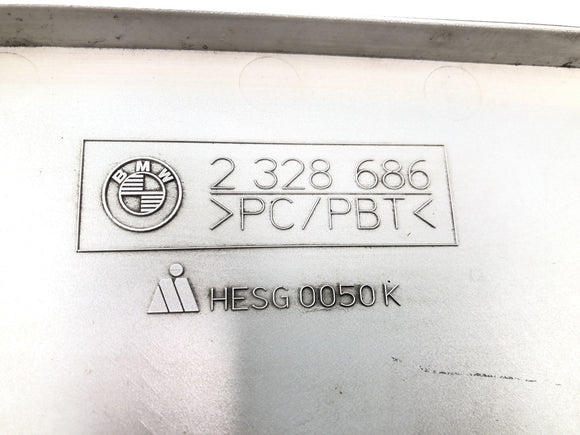 BMW
2 328 686
>PC/PBT<
HESG 0050 K